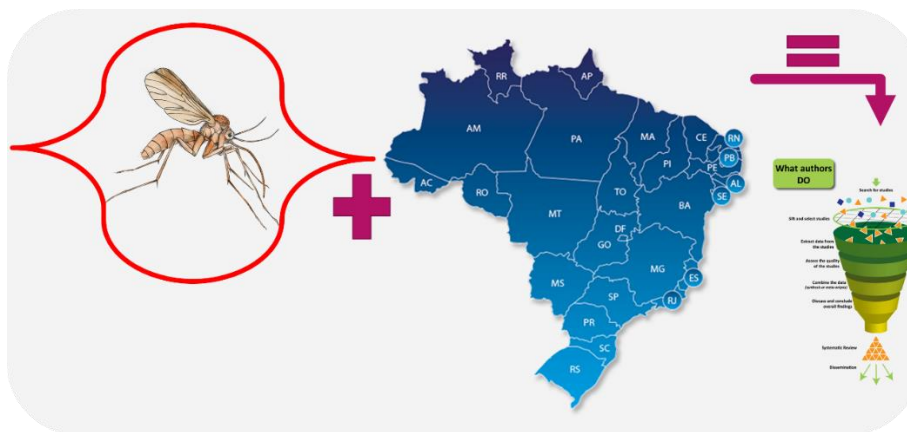 RR
AP
AM
PA
MA
CE
RN
PB
PI
PE
AL
SE
AC
RO
TO
BA
MT
DF
GO
MG
ES
MS
SP
RJ
PR
SC
RS
What authors
DO
Search for studies
Sift and select studies
Extract data from
the studies
Assess the quality
of the studies
Combine the data
Discuss and conclude
overall findings
Systematic Review
Dissemination